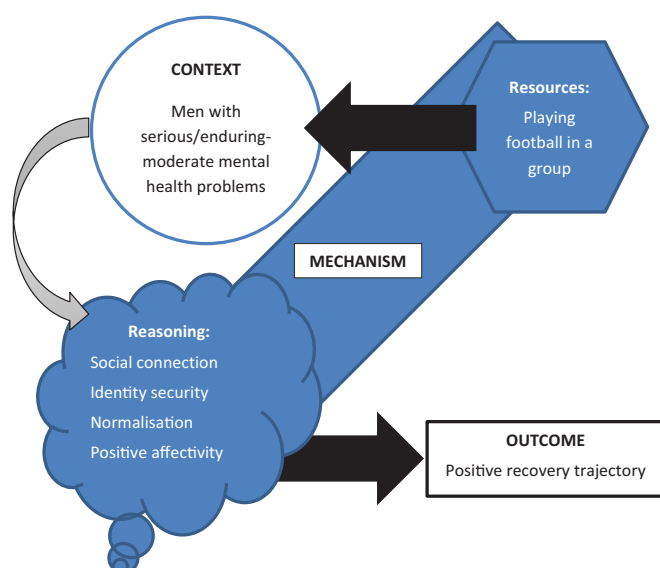 CONTEXT
Men with
serious/enduring-
moderate mental
health problems
Resources:
Playing
football in a
group
MECHANISM
Reasoning:
Social connection
Identity security
Normalisation
Positive affectivity
OUTCOME
Positive recovery trajectory